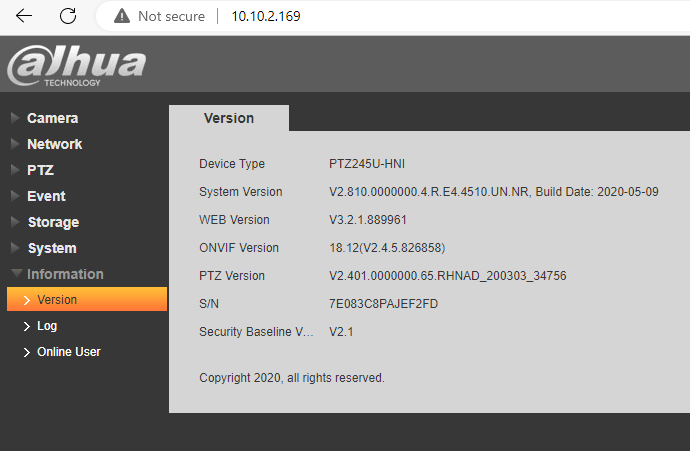 Not secure | 10.10.2.169
alhua
TECHNOLOGY
Camera
Network
PTZ
Event
Storage
System
Information
Version
Log
Online User
Version
Device Type PTZ245U-HNI
System Version V2.810.0000000.4.R.E4.4510.UN.NR, Build Date: 2020-05-09
WEB Version V3.2.1.889961
ONVIF Version 18.12(V2.4.5.826858)
PTZ Version V2.401.0000000.65.RHNAD_200303_34756
S/N 7E083C8PAJEF2FD
Security Baseline V... V2.1
Copyright 2020, all rights reserved.